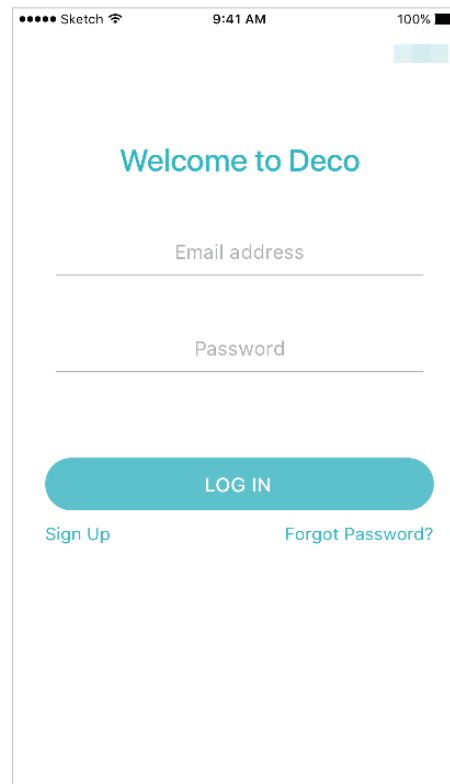 Sketch 9:41 AM 100%
Welcome to Deco
Email address
Password
LOG IN
Sign Up Forgot Password?